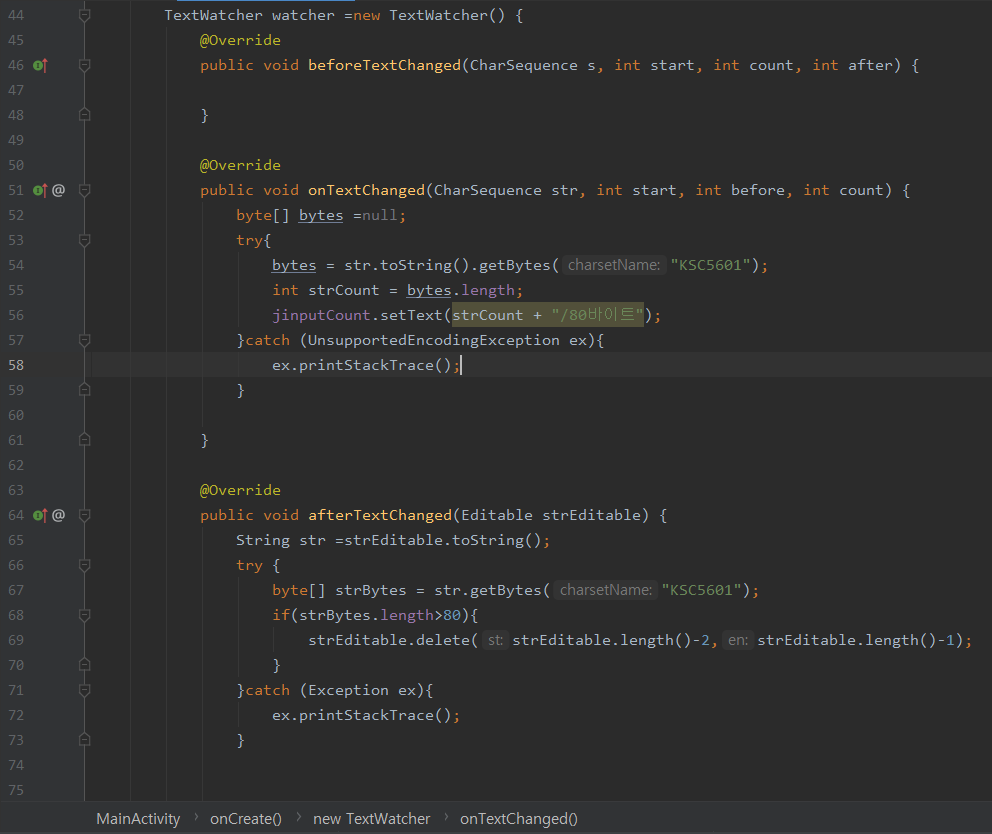 44 TextWatcher watcher =new TextWatcher() {
45 @Override
46 public void beforeTextChanged(CharSequence s, int start, int count, int after) {
47
48 }
49
50 @Override
51 @ public void onTextChanged(CharSequence str, int start, int before, int count) {
52 byte[] bytes =null;
53 try{
54 bytes = str.toString().getBytes( charsetName: "KSC5601");
55 int strCount = bytes.length;
56 jinputCount.setText(strCount + "/80바이트");
57 }catch (UnsupportedEncodingException ex){
58 ex.printStackTrace();
59 }
60
61 }
62
63 @Override
64 @ public void afterTextChanged(Editable strEditable) {
65 String str =strEditable.toString();
66 try {
67 byte[] strBytes = str.getBytes( charsetName: "KSC5601");
68 if(strBytes.length>80){
69 strEditable.delete( st: strEditable.length()-2, en: strEditable.length()-1);
70 }
71 }catch (Exception ex){
72 ex.printStackTrace();
73 }
74
75
MainActivity › onCreate() › new TextWatcher › onTextChanged()